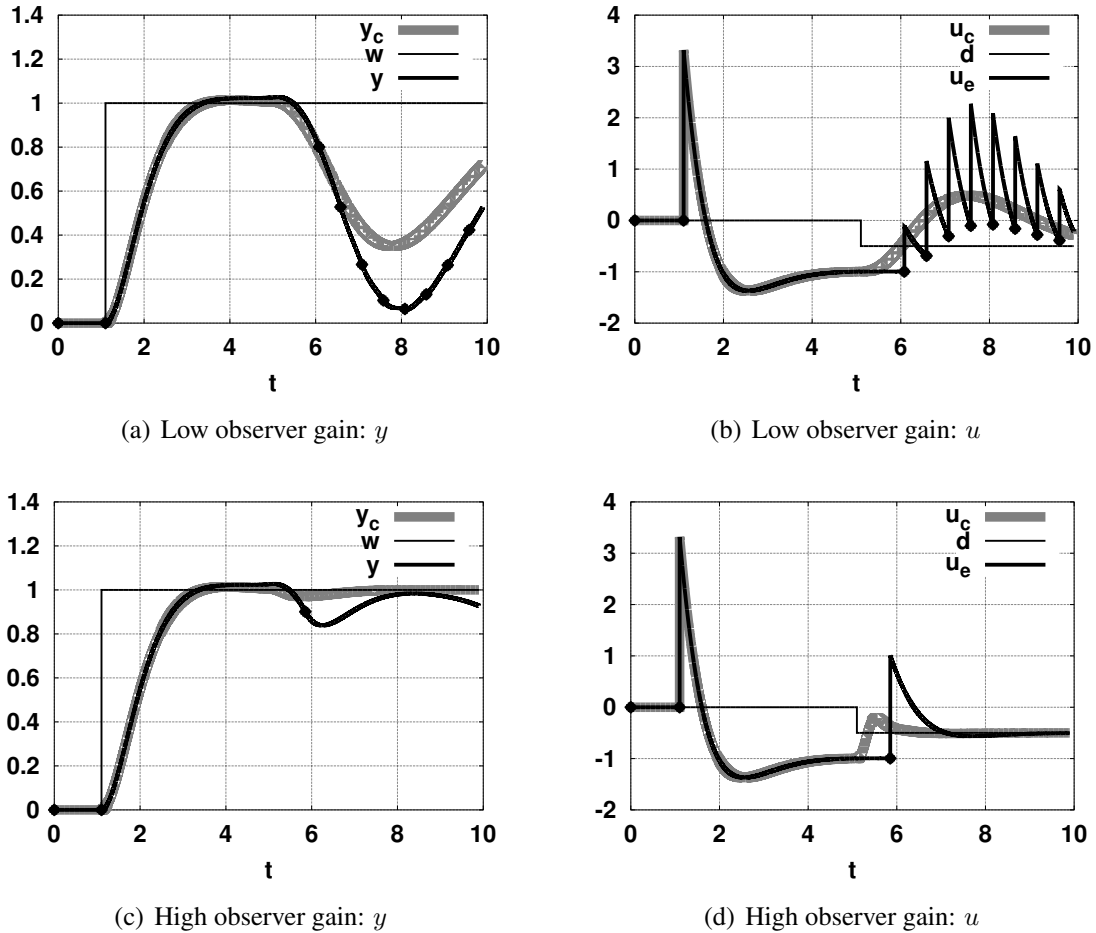 1.4
1.2
1
0.8
0.6
0.4
0.2
0
0 2 4 6 8 10
t
y_c
w
y
(a) Low observer gain: y
4
3
2
1
0
-1
-2
0 2 4 6 8 10
t
u_c
d
u_e
(b) Low observer gain: u
1.4
1.2
1
0.8
0.6
0.4
0.2
0
0 2 4 6 8 10
t
y_c
w
y
(c) High observer gain: y
4
3
2
1
0
-1
-2
0 2 4 6 8 10
t
u_c
d
u_e
(d) High observer gain: u